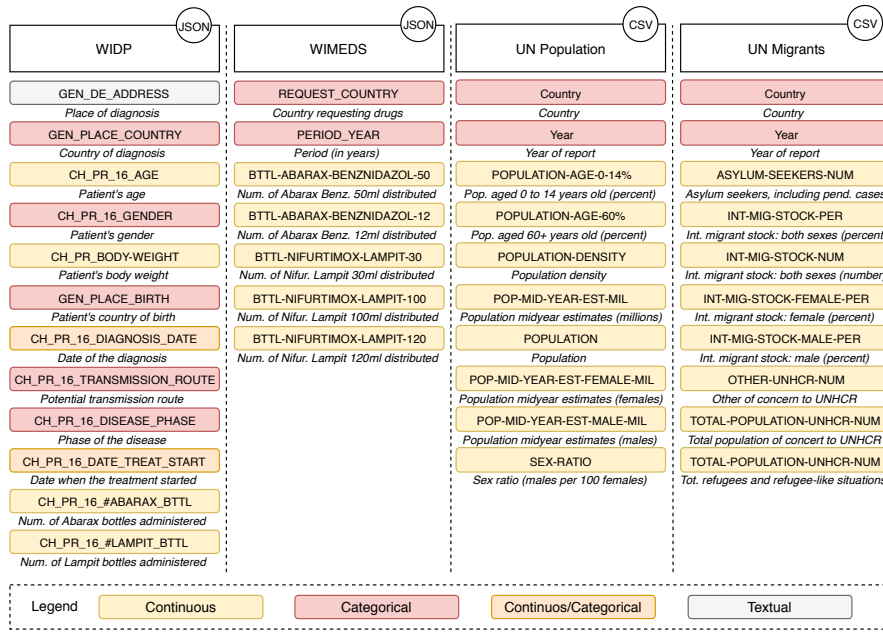 WIDP
JSON
GEN_DE_ADDRESS
Place of diagnosis
GEN_PLACE_COUNTRY
Country of diagnosis
CH_PR_16_AGE
Patient's age
CH_PR_16_GENDER
Patient's gender
CH_PR_BODY-WEIGHT
Patient's body weight
GEN_PLACE_BIRTH
Patient's country of birth
CH_PR_16_DIAGNOSIS_DATE
Date of the diagnosis
CH_PR_16_TRANSMISSION_ROUTE
Potential transmission route
CH_PR_16_DISEASE_PHASE
Phase of the disease
CH_PR_16_DATE_TREAT_START
Date when the treatment started
CH_PR_16_#ABARAX_BTTL
Num. of Abarax bottles administered
CH_PR_16_#LAMPIT_BTTL
Num. of Lampit bottles administered
WIMEDS
JSON
REQUEST_COUNTRY
Country requesting drugs
PERIOD_YEAR
Period (in years)
BTTL-ABARAX-BENZNIDAZOL-50
Num. of Abarax Benz. 50ml distributed
BTTL-ABARAX-BENZNIDAZOL-12
Num. of Abarax Benz. 12ml distributed
BTTL-NIFURTIMOX-LAMPIT-30
Num. of Nifur. Lampit 30ml distributed
BTTL-NIFURTIMOX-LAMPIT-100
Num. of Nifur. Lampit 100ml distributed
BTTL-NIFURTIMOX-LAMPIT-120
Num. of Nifur. Lampit 120ml distributed
UN Population
CSV
Country
Country
Year
Year of report
POPULATION-AGE-0-14%
Pop. aged 0 to 14 years old (percent)
POPULATION-AGE-60%
Pop. aged 60+ years old (percent)
POPULATION-DENSITY
Population density
POP-MID-YEAR-EST-MIL
Population midyear estimates (millions)
POPULATION
Population
POP-MID-YEAR-EST-FEMALE-MIL
Population midyear estimates (females)
POP-MID-YEAR-EST-MALE-MIL
Population midyear estimates (males)
SEX-RATIO
Sex ratio (males per 100 females)
UN Migrants
CSV
Country
Country
Year
Year of report
ASYLUM-SEEKERS-NUM
Asylum seekers, including pend. cases
INT-MIG-STOCK-PER
Int. migrant stock: both sexes (percent)
INT-MIG-STOCK-NUM
Int. migrant stock: both sexes (number)
INT-MIG-STOCK-FEMALE-PER
Int. migrant stock: female (percent)
INT-MIG-STOCK-MALE-PER
Int. migrant stock: male (percent)
OTHER-UNHCR-NUM
Other of concern to UNHCR
TOTAL-POPULATION-UNHCR-NUM
Total population of concert to UNHCR
TOTAL-POPULATION-UNHCR-NUM
Tot. refugees and refugee-like situations
Legend
Continuous
Categorical
Continuos/Categorical
Textual